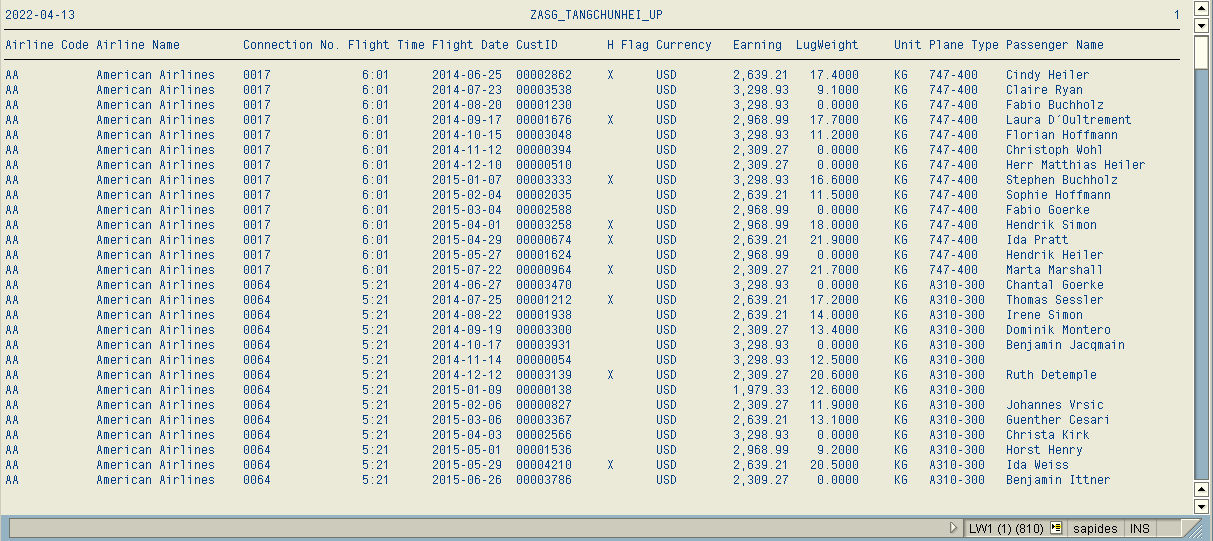 2022-04-13 ZASG_TANGCHUNHEI_UP 1
Airline Code Airline Name Connection No. Flight Time Flight Date CustID H Flag Currency Earning LugWeight Unit Plane Type Passenger Name
AA American Airlines 0017 6:01 2014-06-25 00002862 X USD 2,639.21 17.4000 KG 747-400 Cindy Heiler
AA American Airlines 0017 6:01 2014-07-23 00003538 USD 3,298.93 9.1000 KG 747-400 Claire Ryan
AA American Airlines 0017 6:01 2014-08-20 00001230 USD 3,298.93 0.0000 KG 747-400 Fabio Buchholz
AA American Airlines 0017 6:01 2014-09-17 00001676 X USD 2,968.99 17.7000 KG 747-400 Laura D´Oultrement
AA American Airlines 0017 6:01 2014-10-15 00003048 USD 3,298.93 11.2000 KG 747-400 Florian Hoffmann
AA American Airlines 0017 6:01 2014-11-12 00000394 USD 2,309.27 0.0000 KG 747-400 Christoph Wohl
AA American Airlines 0017 6:01 2014-12-10 00000510 USD 2,309.27 0.0000 KG 747-400 Herr Matthias Heiler
AA American Airlines 0017 6:01 2015-01-07 00003333 X USD 3,298.93 16.6000 KG 747-400 Stephen Buchholz
AA American Airlines 0017 6:01 2015-02-04 00002035 USD 2,639.21 11.5000 KG 747-400 Sophie Hoffmann
AA American Airlines 0017 6:01 2015-03-04 00002588 USD 2,968.99 0.0000 KG 747-400 Fabio Goerke
AA American Airlines 0017 6:01 2015-04-01 00003258 X USD 2,968.99 18.0000 KG 747-400 Hendrik Simon
AA American Airlines 0017 6:01 2015-04-29 00000674 X USD 2,639.21 21.9000 KG 747-400 Ida Pratt
AA American Airlines 0017 6:01 2015-05-27 00001624 USD 2,968.99 0.0000 KG 747-400 Hendrik Heiler
AA American Airlines 0017 6:01 2015-07-22 00000964 X USD 2,309.27 21.7000 KG 747-400 Marta Marshall
AA American Airlines 0064 5:21 2014-06-27 00003470 USD 3,298.93 0.0000 KG A310-300 Chantal Goerke
AA American Airlines 0064 5:21 2014-07-25 00001212 X USD 2,639.21 17.2000 KG A310-300 Thomas Sessler
AA American Airlines 0064 5:21 2014-08-22 00001938 USD 2,639.21 14.0000 KG A310-300 Irene Simon
AA American Airlines 0064 5:21 2014-09-19 00003300 USD 2,309.27 13.4000 KG A310-300 Dominik Montero
AA American Airlines 0064 5:21 2014-10-17 00003931 USD 3,298.93 0.0000 KG A310-300 Benjamin Jacqmain
AA American Airlines 0064 5:21 2014-11-14 00000054 USD 3,298.93 12.5000 KG A310-300
AA American Airlines 0064 5:21 2014-12-12 00003139 X USD 2,309.27 20.6000 KG A310-300 Ruth Detemple
AA American Airlines 0064 5:21 2015-01-09 00000138 USD 1,979.33 12.6000 KG A310-300
AA American Airlines 0064 5:21 2015-02-06 00000827 USD 2,309.27 11.9000 KG A310-300 Johannes Vrsic
AA American Airlines 0064 5:21 2015-03-06 00003367 USD 2,639.21 13.1000 KG A310-300 Guenther Cesari
AA American Airlines 0064 5:21 2015-04-03 00002566 USD 3,298.93 0.0000 KG A310-300 Christa Kirk
AA American Airlines 0064 5:21 2015-05-01 00001536 USD 2,968.99 9.2000 KG A310-300 Horst Henry
AA American Airlines 0064 5:21 2015-05-29 00004210 X USD 2,639.21 20.5000 KG A310-300 Ida Weiss
AA American Airlines 0064 5:21 2015-06-26 00003786 USD 2,309.27 0.0000 KG A310-300 Benjamin Ittner
LW1 (1) (810) sapides INS